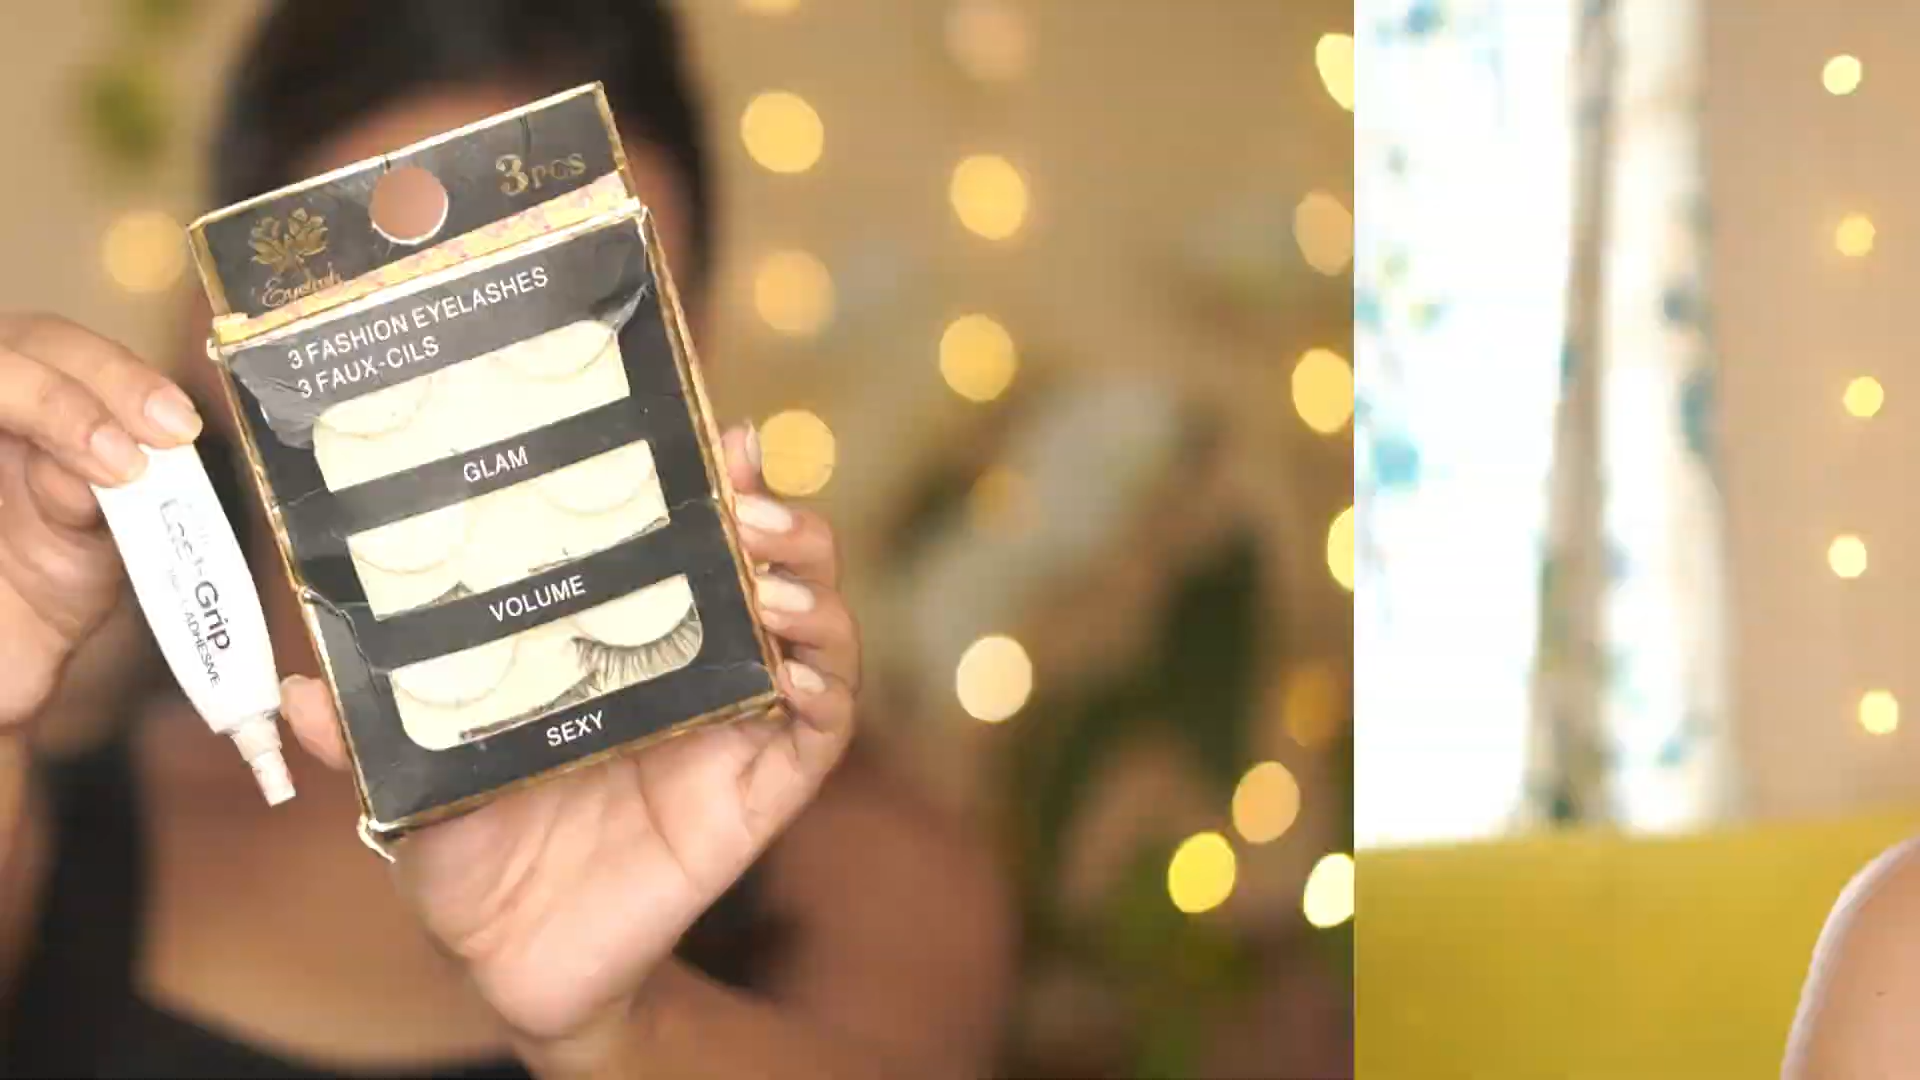 3PCS
Eyelash
3 FASHION EYELASHES
3 FAUX-CILS
GLAM
VOLUME
SEXY
Lash Grip
ADHESIVE